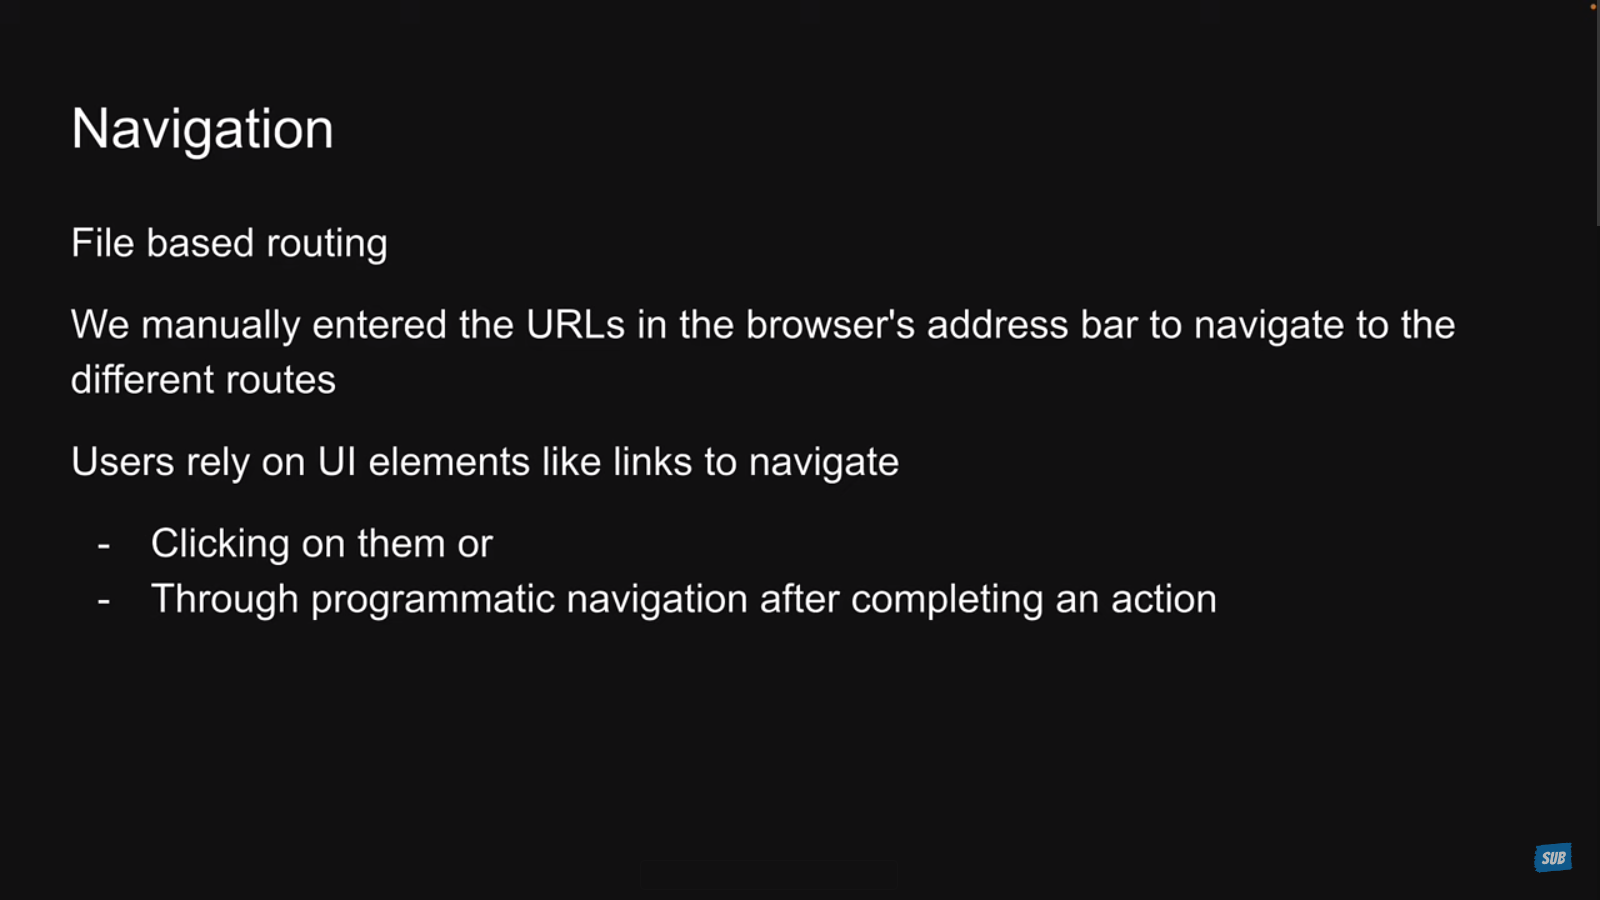 Navigation
File based routing
We manually entered the URLs in the browser's address bar to navigate to the
different routes
Users rely on UI elements like links to navigate
- Clicking on them or
- Through programmatic navigation after completing an action
SUB